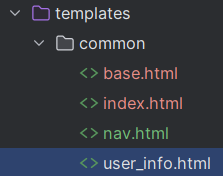 templates
common
base.html
index.html
nav.html
user_info.html